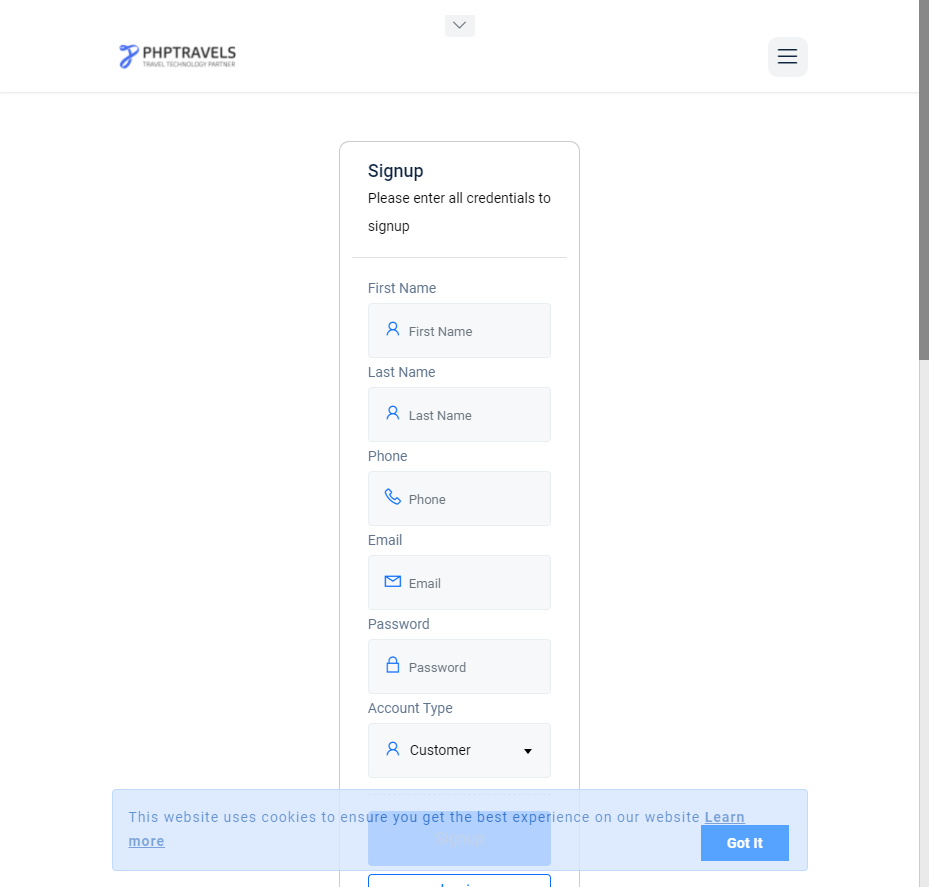 PHPTRAVELS
TRAVEL TECHNOLOGY PARTNER
Signup
Please enter all credentials to
signup
First Name
First Name
Last Name
Last Name
Phone
Phone
Email
Email
Password
Password
Account Type
Customer
This website uses cookies to ensure you get the best experience on our website Learn
more
Got It